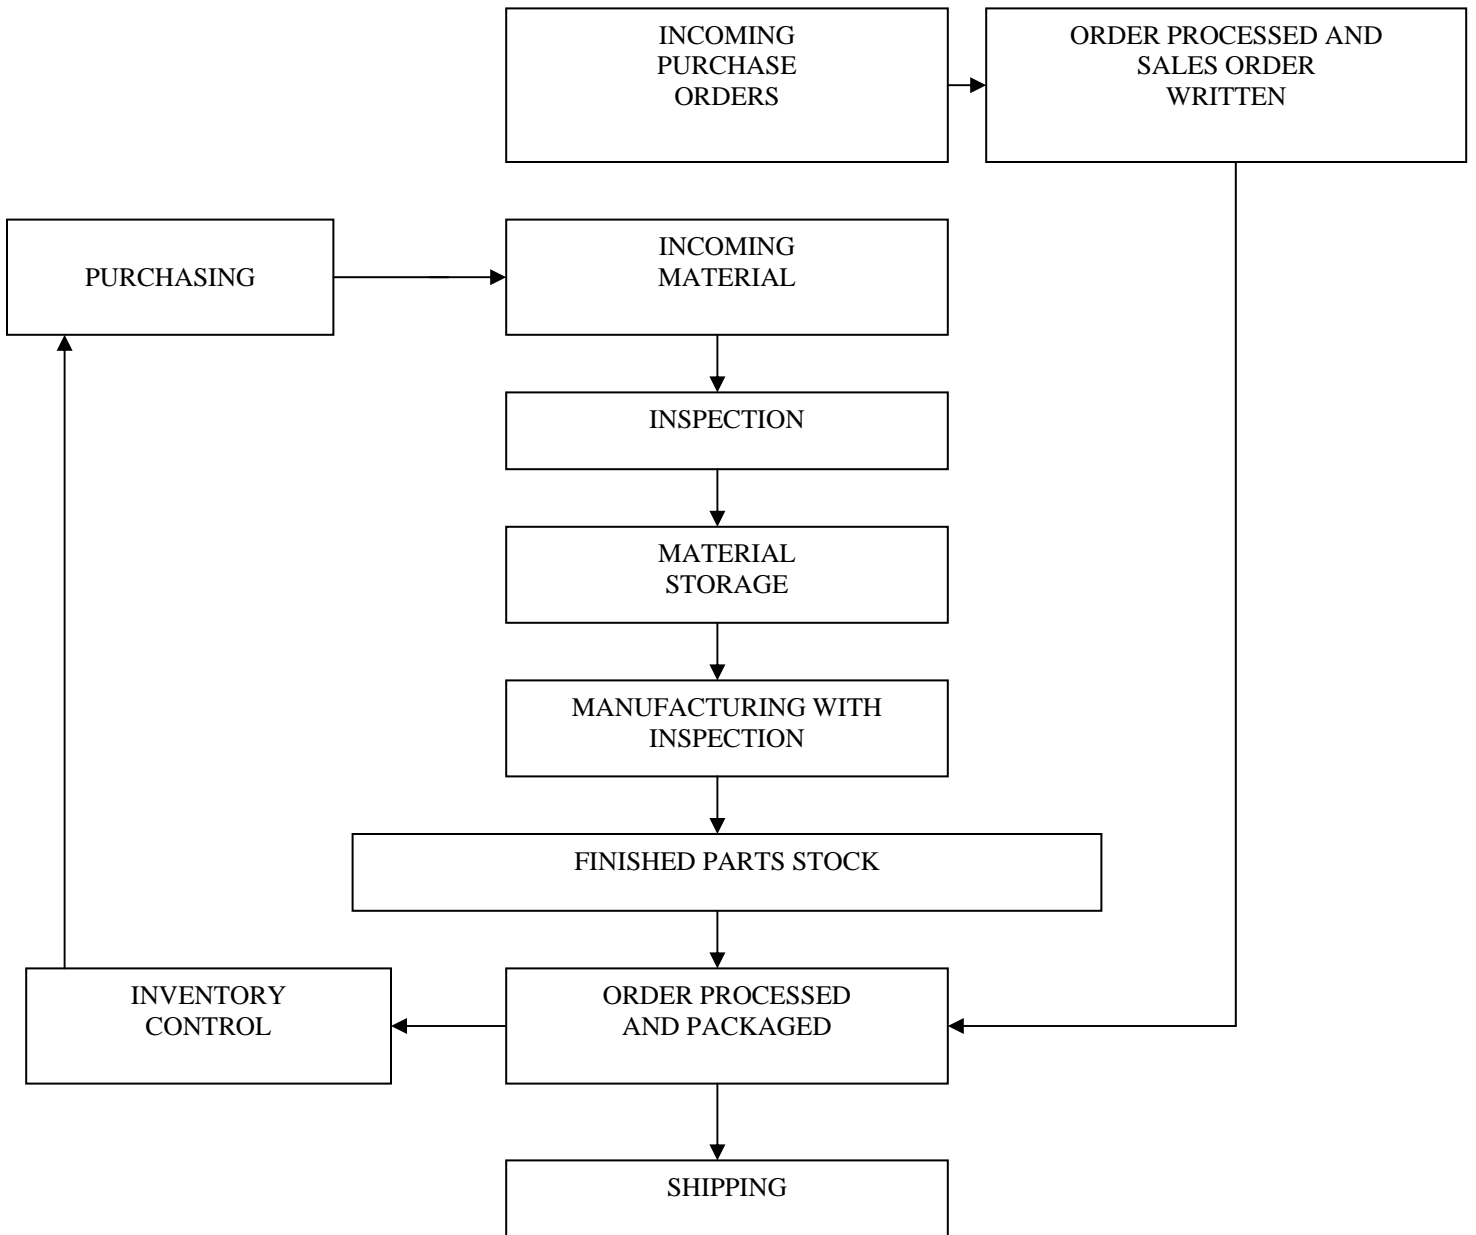 INCOMING
PURCHASE
ORDERS
ORDER PROCESSED AND
SALES ORDER
WRITTEN
PURCHASING
INCOMING
MATERIAL
INSPECTION
MATERIAL
STORAGE
MANUFACTURING WITH
INSPECTION
FINISHED PARTS STOCK
INVENTORY
CONTROL
ORDER PROCESSED
AND PACKAGED
SHIPPING